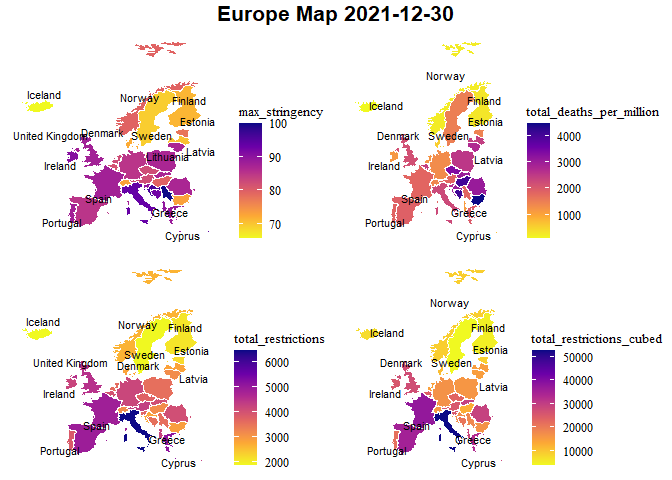 Europe Map 2021-12-30
Iceland
Norway
Finland
Estonia
United Kingdom
Denmark
Sweden
Latvia
Lithuania
Ireland
Spain
Portugal
Greece
Cyprus
max_stringency
100
90
80
70
Norway
Iceland
Finland
Estonia
Sweden
Denmark
Latvia
Ireland
Spain
Portugal
Greece
Cyprus
total_deaths_per_million
4000
3000
2000
1000
Iceland
Norway
Finland
Estonia
Sweden
United Kingdom
Denmark
Latvia
Ireland
Spain
Portugal
Greece
Cyprus
total_restrictions
6000
5000
4000
3000
2000
Norway
Iceland
Finland
Estonia
Sweden
Denmark
Latvia
Ireland
Spain
Portugal
Greece
Cyprus
total_restrictions_cubed
50000
40000
30000
20000
10000